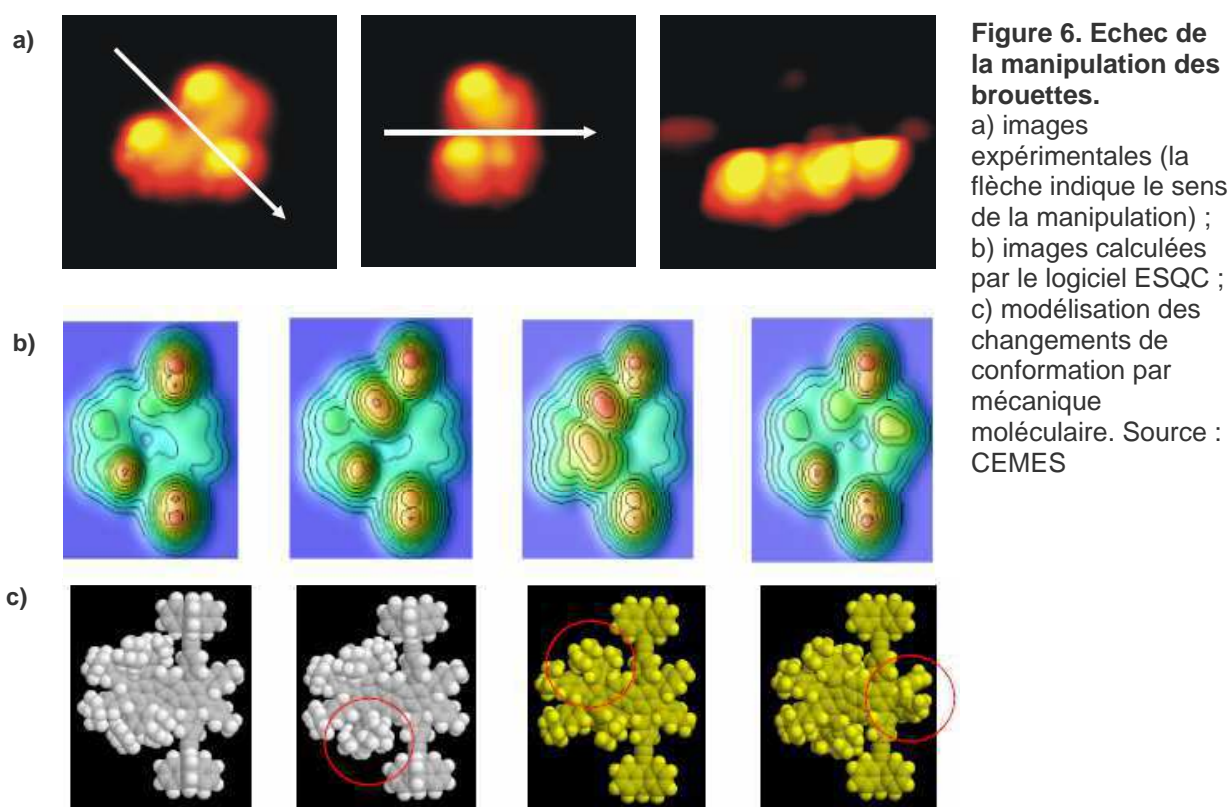 a)
b)
c)
Figure 6. Echec de
la manipulation des
brouettes.
a) images
expérimentales (la
flèche indique le sens
de la manipulation) ;
b) images calculées
par le logiciel ESQC ;
c) modélisation des
changements de
conformation par
mécanique
moléculaire. Source :
CEMES